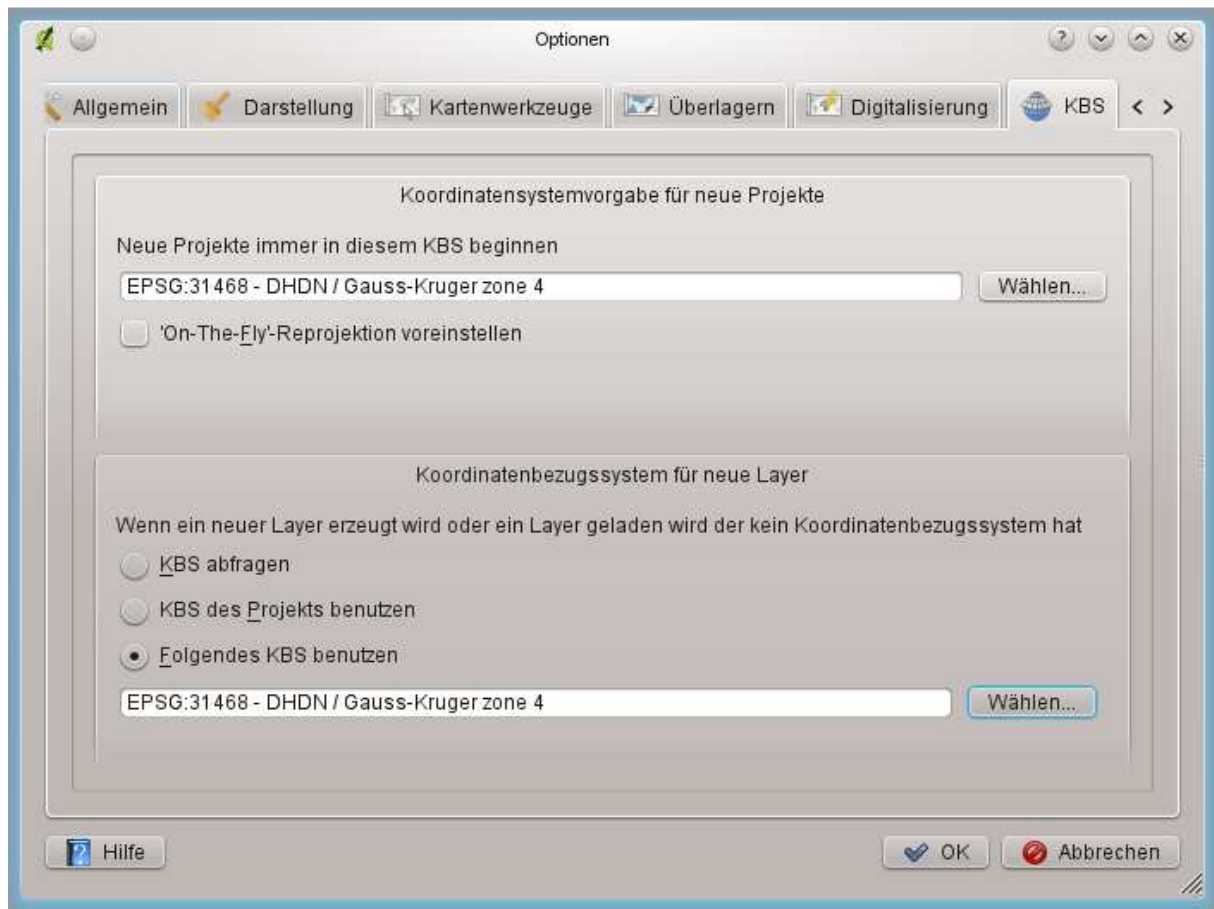 Optionen
Allgemein Darstellung Kartenwerkzeuge Überlagern Digitalisierung KBS < >
Koordinatensystemvorgabe für neue Projekte
Neue Projekte immer in diesem KBS beginnen
EPSG:31468 - DHDN / Gauss-Kruger zone 4 Wählen...
'On-The-Fly'-Reprojektion voreinstellen
Koordinatenbezugssystem für neue Layer
Wenn ein neuer Layer erzeugt wird oder ein Layer geladen wird der kein Koordinatenbezugssystem hat
KBS abfragen
KBS des Projekts benutzen
Folgendes KBS benutzen
EPSG:31468 - DHDN / Gauss-Kruger zone 4 Wählen...
Hilfe OK Abbrechen